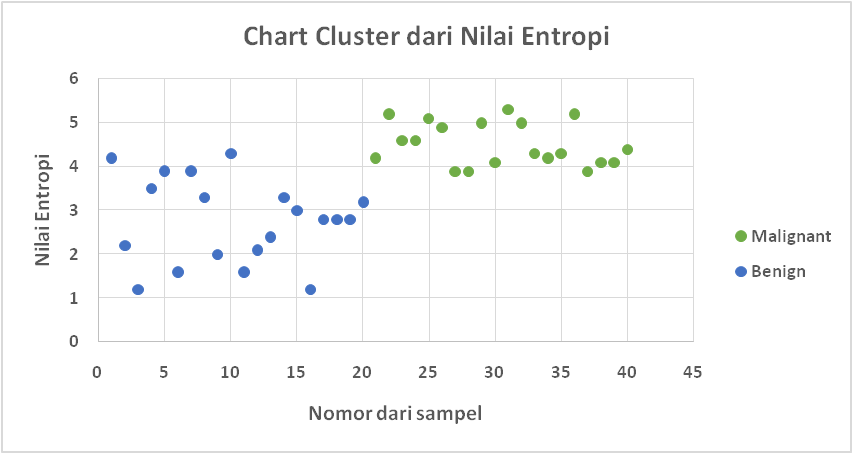 Chart Cluster dari Nilai Entropi
6
5
4
3
2
1
0
Nilai Entropi
0 5 10 15 20 25 30 35 40 45
Nomor dari sampel
Malignant
Benign